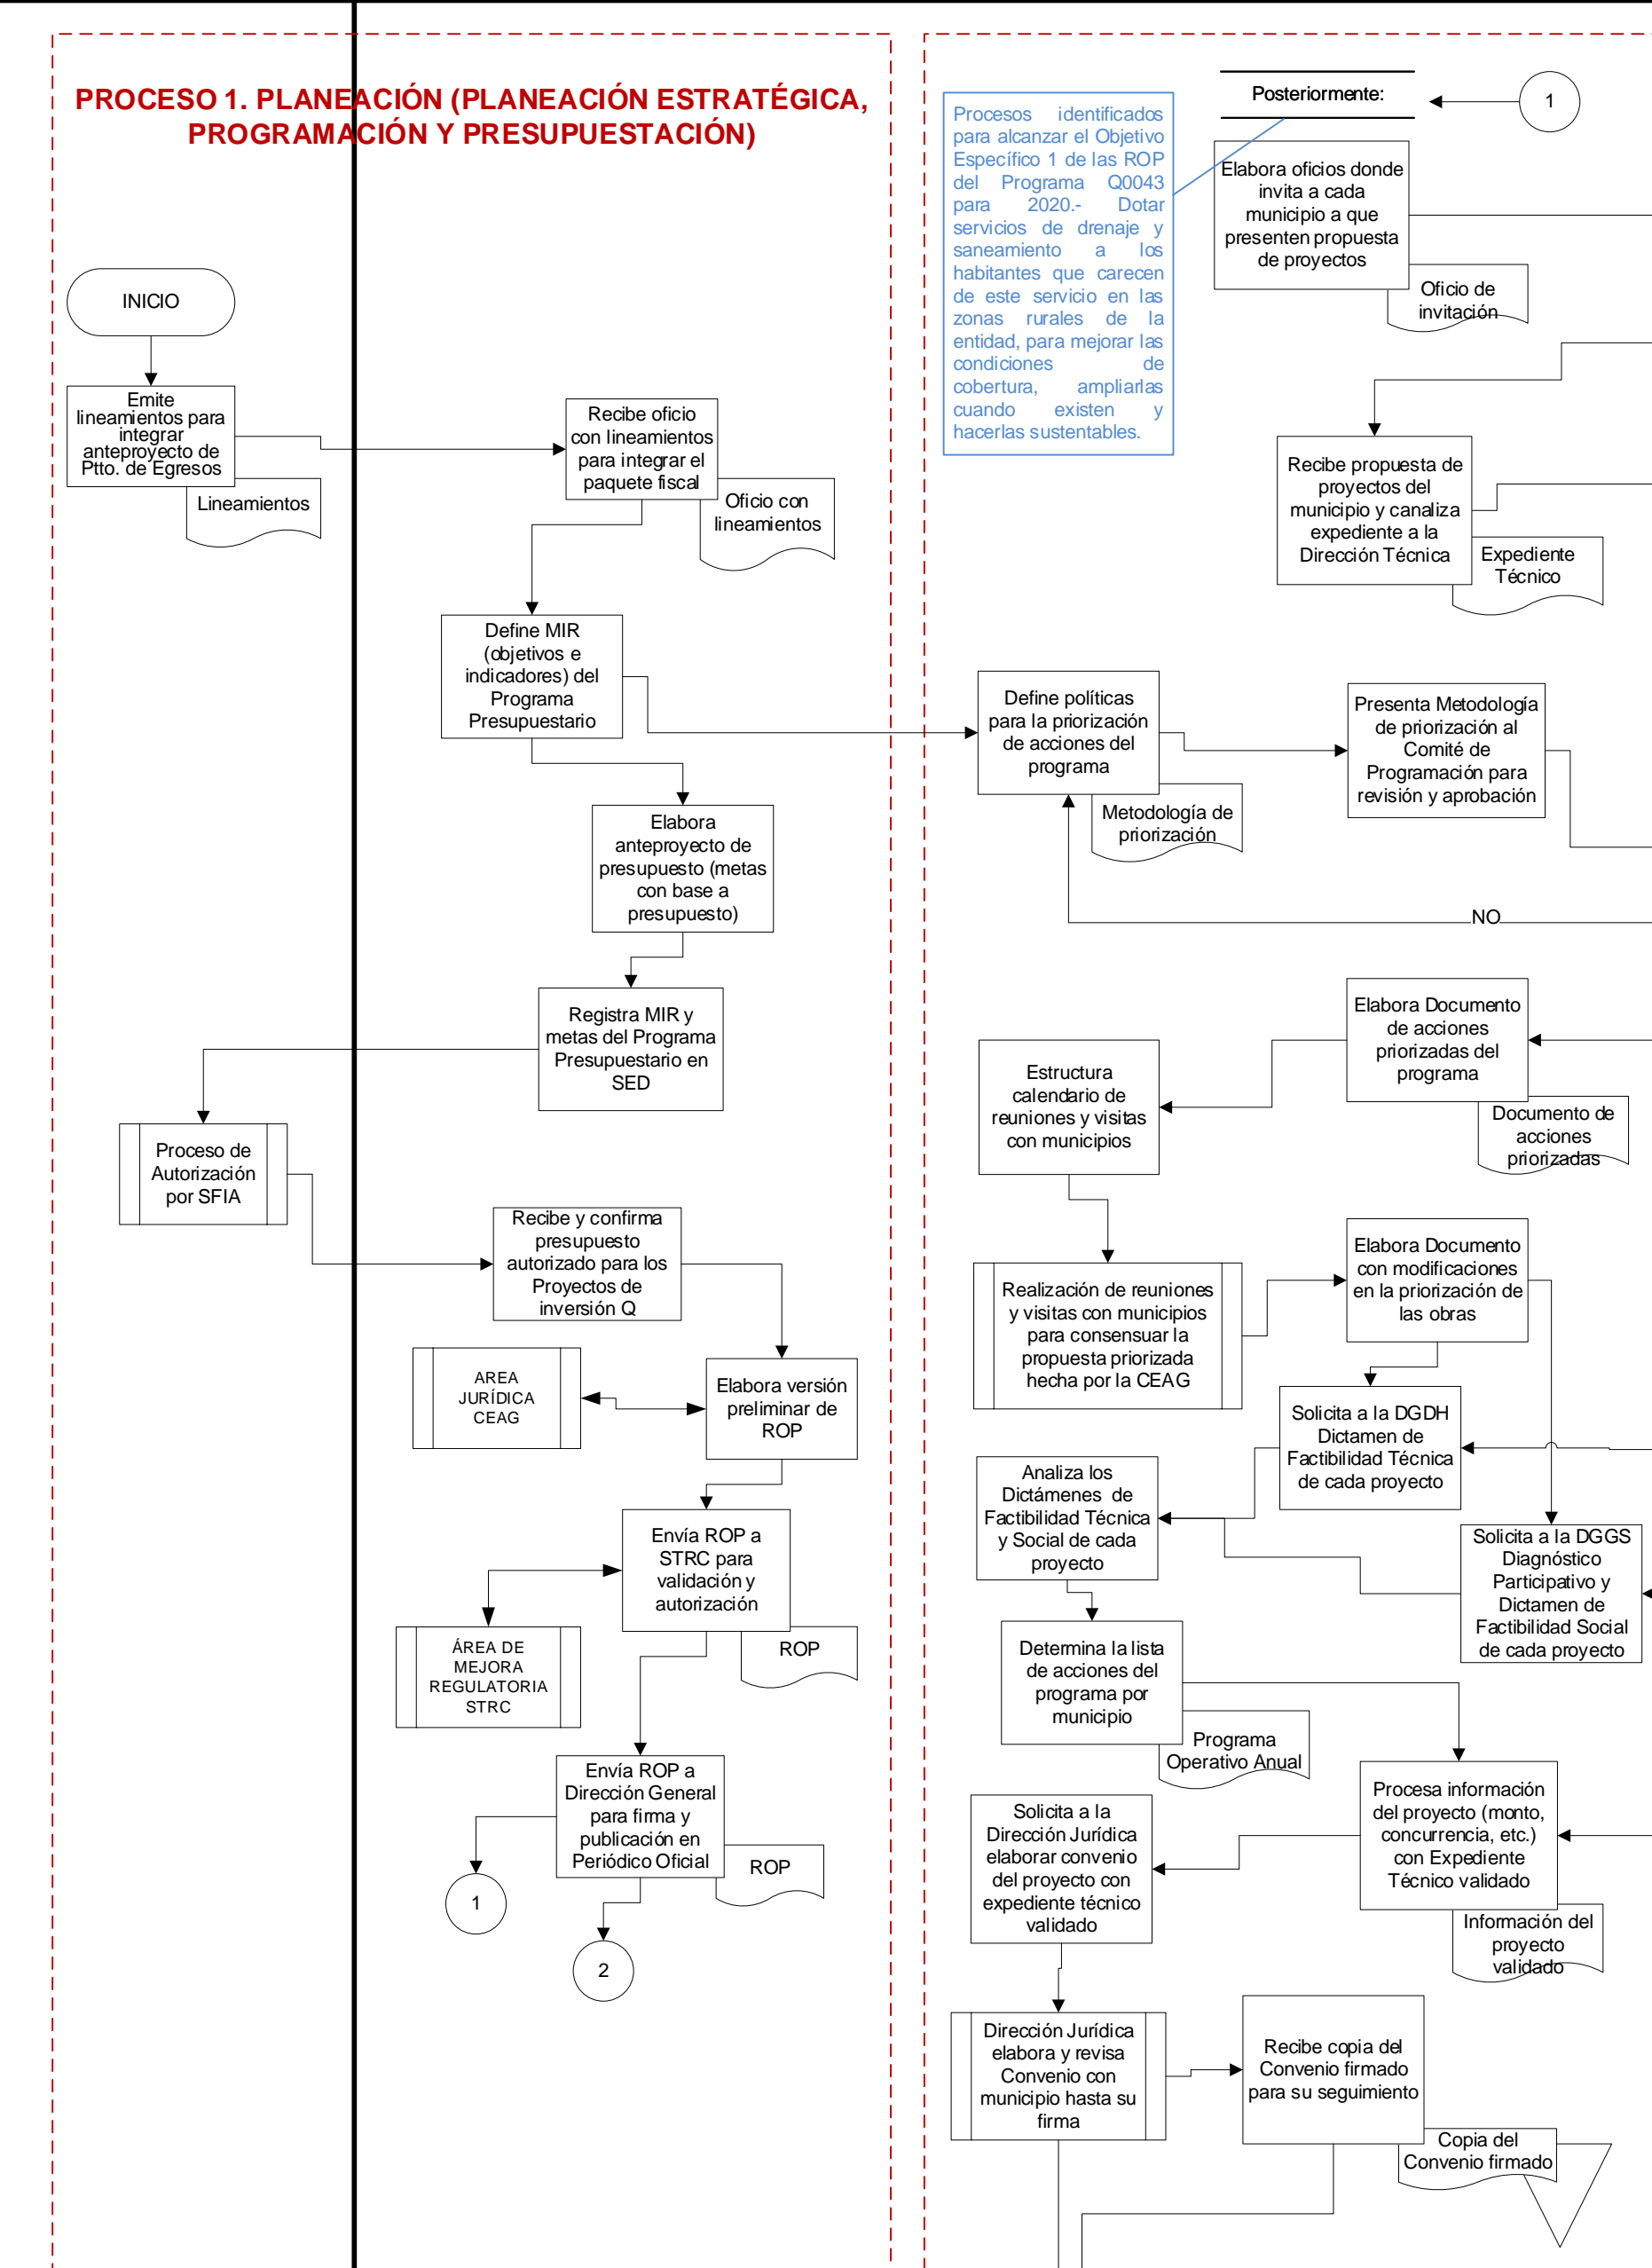 PROCESO 1. PLANEACIÓN (PLANEACIÓN ESTRATÉGICA,
PROGRAMACIÓN Y PRESUPUESTACIÓN)
INICIO
Emite
lineamientos para
integrar
anteproyecto de
Ptto. de Egresos
Lineamientos
Recibe oficio
con lineamientos
para integrar el
paquete fiscal
Oficio con
lineamientos
Define MIR
(objetivos e
indicadores) del
Programa
Presupuestario
Elabora
anteproyecto de
presupuesto (metas
con base a
presupuesto)
Registra MIR y
metas del Programa
Presupuestario en
SED
Proceso de
Autorización
por SFIA
Recibe y confirma
presupuesto
autorizado para los
Proyectos de
inversión Q
AREA
JURÍDICA
CEAG
Elabora versión
preliminar de
ROP
Envía ROP a
STRC para
validación y
autorización
ROP
ÁREA DE
MEJORA
REGULATORIA
STRC
Envía ROP a
Dirección General
para firma y
publicación en
Periódico Oficial
ROP
1
2
Procesos identificados
para alcanzar el Objetivo
Específico 1 de las ROP
del Programa Q0043
para 2020.- Dotar
servicios de drenaje y
saneamiento a los
habitantes que carecen
de este servicio en las
zonas rurales de la
entidad, para mejorar las
condiciones de
cobertura, ampliarlas
cuando existen y
hacerlas sustentables.
Posteriormente:
1
Elabora oficios donde
invita a cada
municipio a que
presenten propuesta
de proyectos
Oficio de
invitación
Recibe propuesta de
proyectos del
municipio y canaliza
expediente a la
Dirección Técnica
Expediente
Técnico
Define políticas
para la priorización
de acciones del
programa
Metodología de
priorización
Presenta Metodología
de priorización al
Comité de
Programación para
revisión y aprobación
NO
Elabora Documento
de acciones
priorizadas del
programa
Documento de
acciones
priorizadas
Estructura
calendario de
reuniones y visitas
con municipios
Realización de reuniones
y visitas con municipios
para consensuar la
propuesta priorizada
hecha por la CEAG
Elabora Documento
con modificaciones
en la priorización de
las obras
Solicita a la DGDH
Dictamen de
Factibilidad Técnica
de cada proyecto
Analiza los
Dictámenes de
Factibilidad Técnica
y Social de cada
proyecto
Solicita a la DGGS
Diagnóstico
Participativo y
Dictamen de
Factibilidad Social
de cada proyecto
Determina la lista
de acciones del
programa por
municipio
Programa
Operativo Anual
Procesa información
del proyecto (monto,
concurrencia, etc.)
con Expediente
Técnico validado
Información del
proyecto
validado
Solicita a la
Dirección Jurídica
elaborar convenio
del proyecto con
expediente técnico
validado
Dirección Jurídica
elabora y revisa
Convenio con
municipio hasta su
firma
Recibe copia del
Convenio firmado
para su seguimiento
Copia del
Convenio firmado